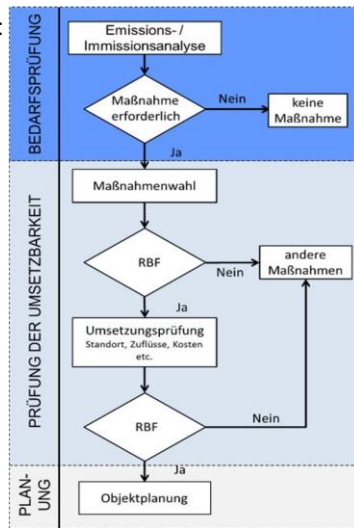 :
BEDARFSPRÜFUNG
Emissions- /
Immissionsanalyse
Maßnahme
erforderlich
Nein
keine
Maßnahme
Ja
PRÜFUNG DER UMSETZBARKEIT
Maßnahmenwahl
RBF
Nein
andere
Maßnahmen
Ja
Umsetzungsprüfung
Standort, Zuflüsse, Kosten
etc.
RBF
Nein
Ja
PLAN-
UNG
Objektplanung